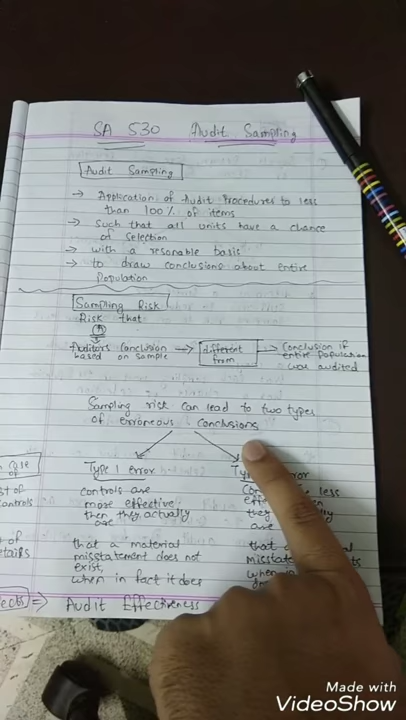 SA 530 Audit Sampling
Audit Sampling
→ Application of Audit Procedures to less
than 100% of items
→ Such that all units have a chance
of Selection
→ with a resonable basis
→ to draw conclusions about entire
Population
Sampling Risk
Risk that
Auditors Conclusion → different → Conclusion if
based on sample from entire Population
was audited
Sampling risk can lead to two types
of erroneous conclusions
Type 1 error
controls are
more effective
then they actually
are
controls
that a material
misstatement does not
exist,
when in fact it does
that
⇒ Audit Effectiveness
Made with
VideoShow